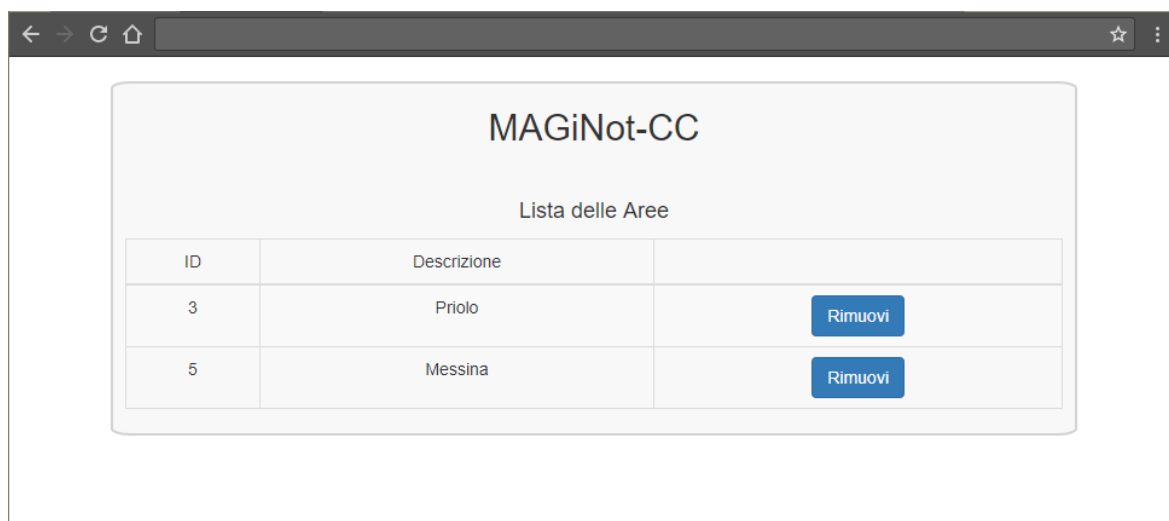 MAGiNot-CC
Lista delle Aree
ID Descrizione
3 Priolo Rimuovi
5 Messina Rimuovi